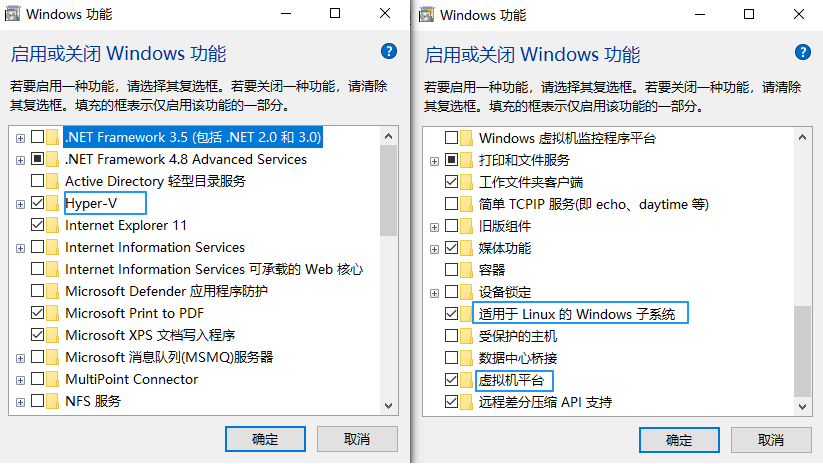 Windows 功能
启用或关闭 Windows 功能
若要启用一种功能，请选择其复选框。若要关闭一种功能，请清除
其复选框。填充的框表示仅启用该功能的一部分。
.NET Framework 3.5 (包括 .NET 2.0 和 3.0)
.NET Framework 4.8 Advanced Services
Active Directory 轻型目录服务
Hyper-V
Internet Explorer 11
Internet Information Services
Internet Information Services 可承载的 Web 核心
Microsoft Defender 应用程序防护
Microsoft Print to PDF
Microsoft XPS 文档写入程序
Microsoft 消息队列(MSMQ)服务器
MultiPoint Connector
NFS 服务
确定
取消
Windows 功能
启用或关闭 Windows 功能
若要启用一种功能，请选择其复选框。若要关闭一种功能，请清除
其复选框。填充的框表示仅启用该功能的一部分。
Windows 虚拟机监控程序平台
打印和文件服务
工作文件夹客户端
简单 TCPIP 服务(即 echo、daytime 等)
旧版组件
媒体功能
容器
设备锁定
适用于 Linux 的 Windows 子系统
受保护的主机
数据中心桥接
虚拟机平台
远程差分压缩 API 支持
确定
取消